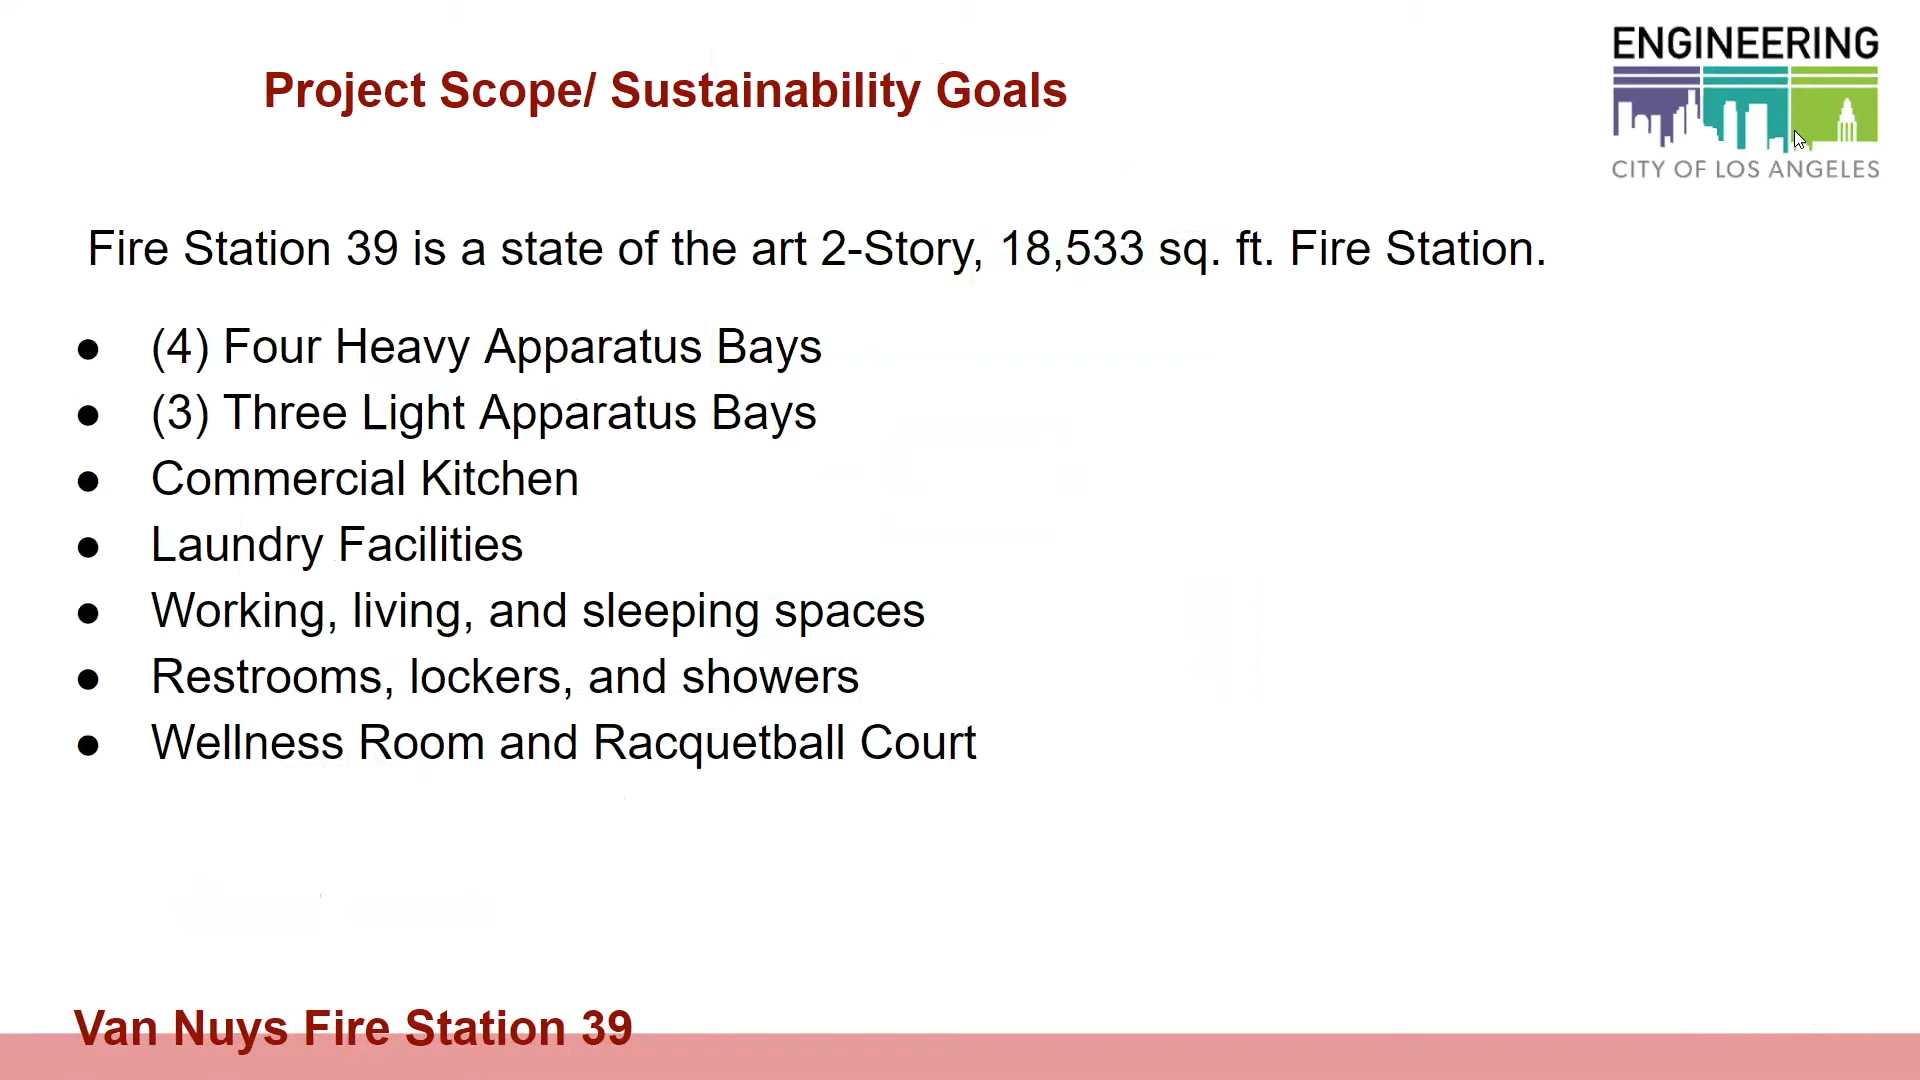 ENGINEERING
CITY OF LOS ANGELES
Project Scope/ Sustainability Goals
Fire Station 39 is a state of the art 2-Story, 18,533 sq. ft. Fire Station.
● (4) Four Heavy Apparatus Bays
● (3) Three Light Apparatus Bays
● Commercial Kitchen
● Laundry Facilities
● Working, living, and sleeping spaces
● Restrooms, lockers, and showers
● Wellness Room and Racquetball Court
Van Nuys Fire Station 39